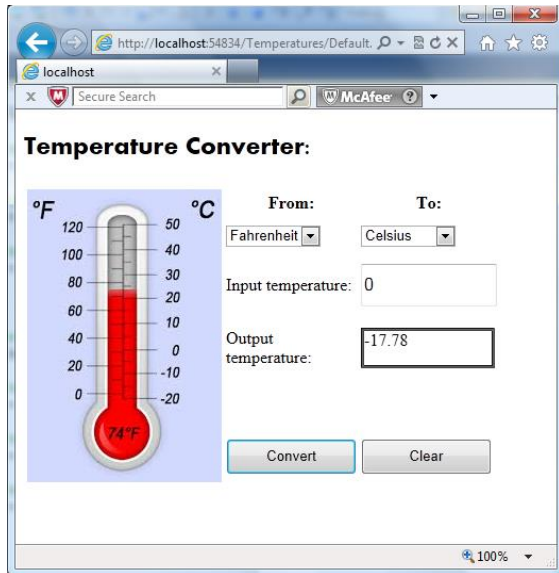 http://localhost:54834/Temperatures/Default.
localhost
Secure Search
McAfee
Temperature Converter:
°F °C
120 50
100 40
80 30
60 20
40 10
20 0
0 -10
-20
74°F
From: To:
Fahrenheit Celsius
Input temperature: 0
Output
temperature:
-17.78
Convert Clear
100%